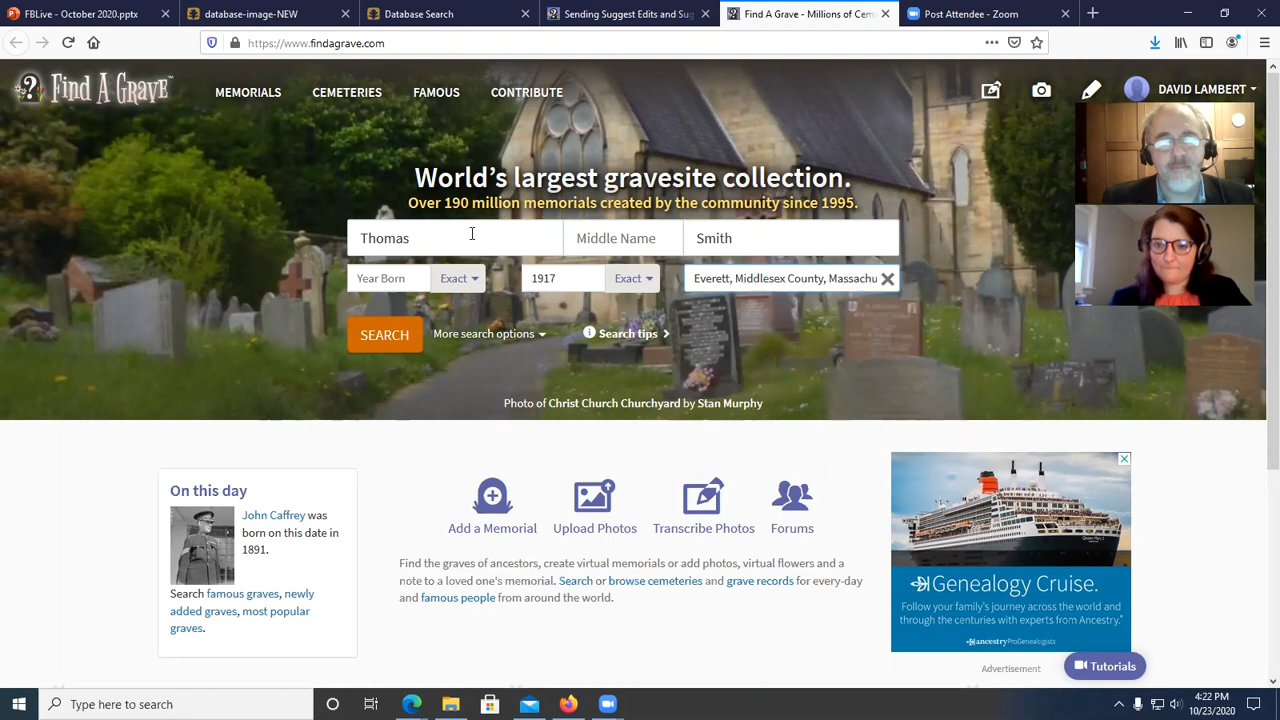 FBLive - October2020.pptx
database-image-NEW
Database Search
Sending Suggest Edits and Sug
Find A Grave - Millions of Cem
Post Attendee - Zoom
https://www.findagrave.com
Find A Grave
MEMORIALS
CEMETERIES
FAMOUS
CONTRIBUTE
DAVID LAMBERT
World's largest gravesite collection.
Over 190 million memorials created by the community since 1995.
Thomas
Middle Name
Smith
Year Born
Exact
1917
Exact
Everett, Middlesex County, Massachu
SEARCH
More search options
Search tips
Photo of Christ Church Churchyard by Stan Murphy
On this day
John Caffrey was
born on this date in
1891.
Search famous graves, newly
added graves, most popular
graves.
Add a Memorial
Upload Photos
Transcribe Photos
Forums
Find the graves of ancestors, create virtual memorials or add photos, virtual flowers and a
note to a loved one's memorial. Search or browse cemeteries and grave records for every-day
and famous people from around the world.
Genealogy Cruise.
Follow your family's journey across the world and
through the centuries with experts from Ancestry.
ancestry ProGenealogists
Advertisement
Tutorials
Type here to search
4:22 PM
10/23/2020